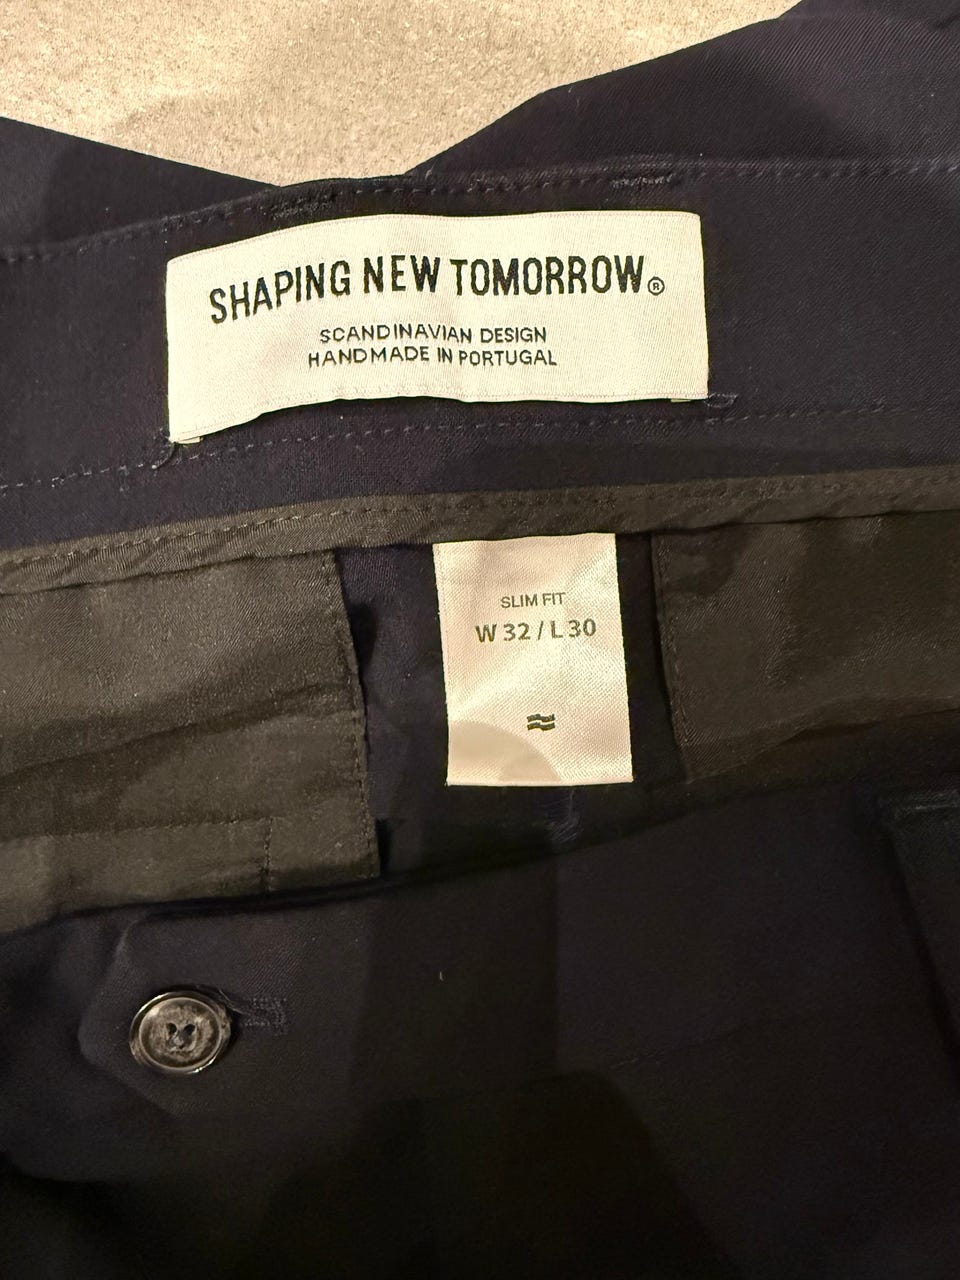 SHAPING NEW TOMORROW®
SCANDINAVIAN DESIGN
HANDMADE IN PORTUGAL
SLIM FIT
W 32 / L 30